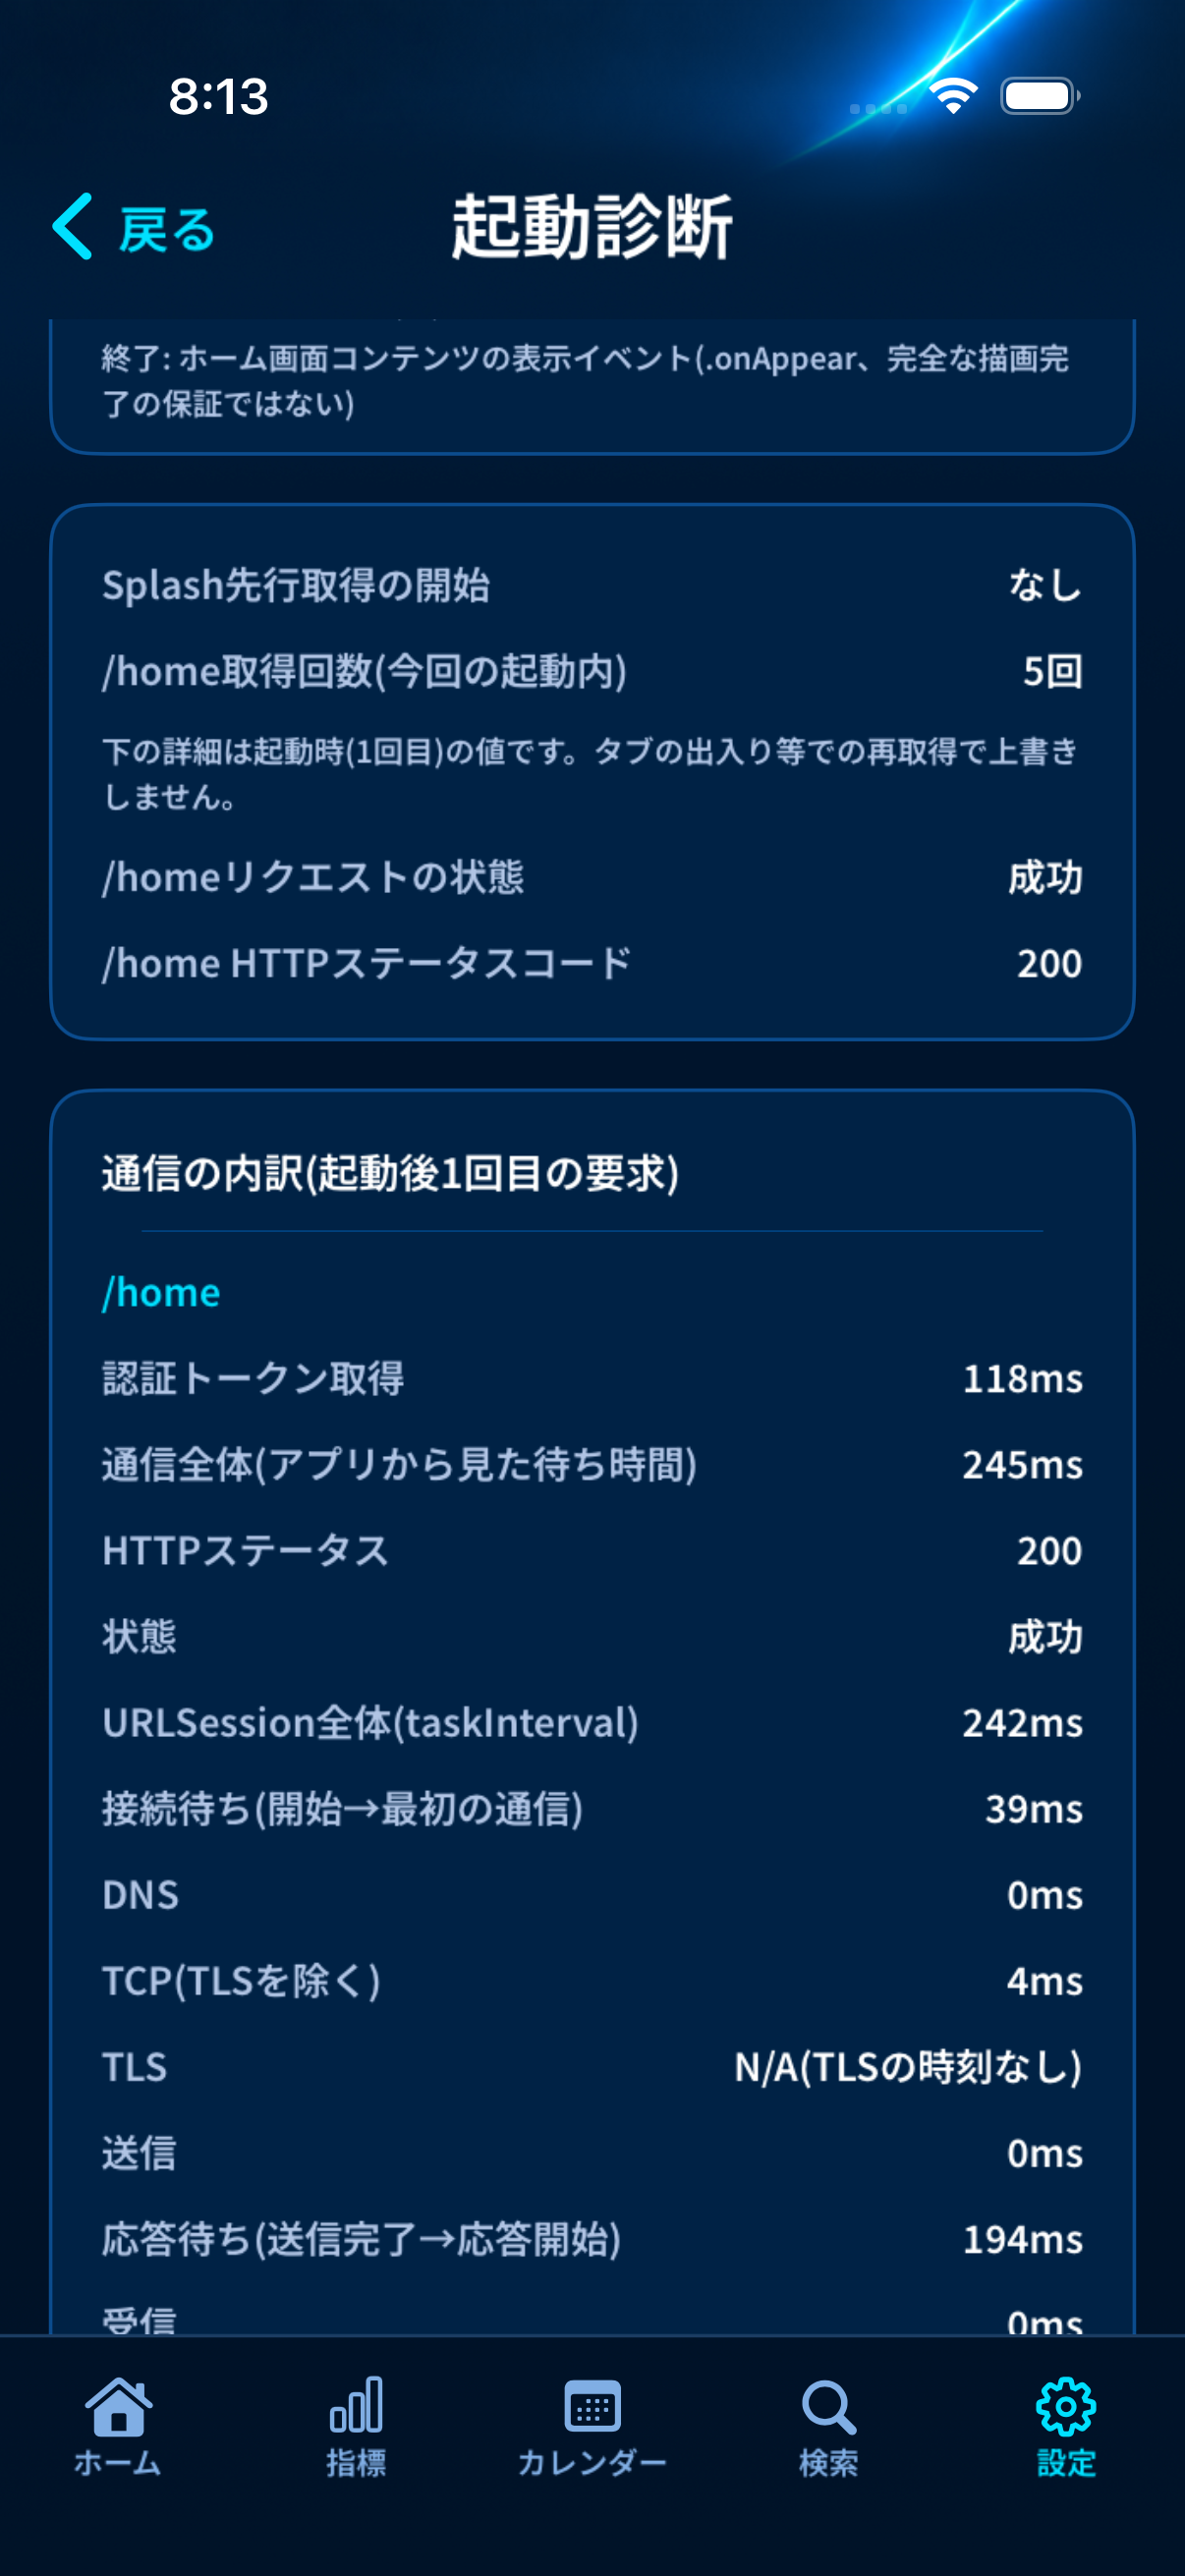 8:13
戻る
起動診断
終了: ホーム画面コンテンツの表示イベント(.onAppear、完全な描画完
了の保証ではない)
Splash先行取得の開始 なし
/home取得回数(今回の起動内) 5回
下の詳細は起動時(1回目)の値です。タブの出入り等での再取得で上書き
しません。
/homeリクエストの状態 成功
/home HTTPステータスコード 200
通信の内訳(起動後1回目の要求)
/home
認証トークン取得 118ms
通信全体(アプリから見た待ち時間) 245ms
HTTPステータス 200
状態 成功
URLSession全体(taskInterval) 242ms
接続待ち(開始→最初の通信) 39ms
DNS 0ms
TCP(TLSを除く) 4ms
TLS N/A(TLSの時刻なし)
送信 0ms
応答待ち(送信完了→応答開始) 194ms
受信 0ms
ホーム 指標 カレンダー 検索 設定